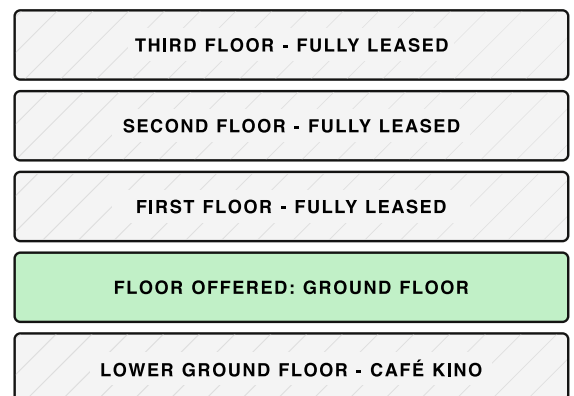 THIRD FLOOR - FULLY LEASED
SECOND FLOOR - FULLY LEASED
FIRST FLOOR - FULLY LEASED
FLOOR OFFERED: GROUND FLOOR
LOWER GROUND FLOOR - CAFÉ KINO